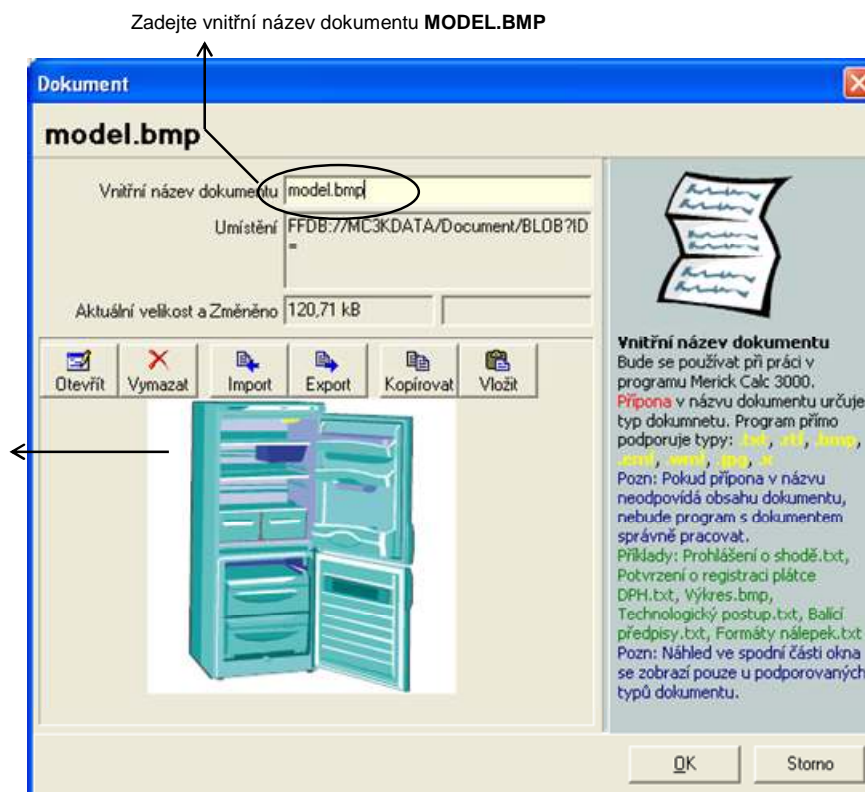 Zadejte vnitřní název dokumentu MODEL.BMP
Dokument
model.bmp
Vnitřní název dokumentu model.bmp
Umístění FFDB://MC3KDATA/Document/BLOB?ID
=
Aktuální velikost a Změněno 120,71 kB
Otevřít Vymazat Import Export Kopírovat Vložit
Vnitřní název dokumentu
Bude se používat při práci v
programu Merick Calc 3000.
Přípona v názvu dokumentu určuje
typ dokumnetu. Program přímo
podporuje typy: .txt, .rtf, .bmp,
.emf, .wmf, .jpg,
Pozn: Pokud přípona v názvu
neodpovídá obsahu dokumentu,
nebude program s dokumentem
správně pracovat.
Příklady: Prohlášení o shodě.txt,
Potvrzení o registraci plátce
DPH.txt, Výkres.bmp,
Technologický postup.txt, Balící
předpisy.txt, Formáty nálepek.txt
Pozn: Náhled ve spodní části okna
se zobrazí pouze u podporovaných
typů dokumentu.
OK Storno